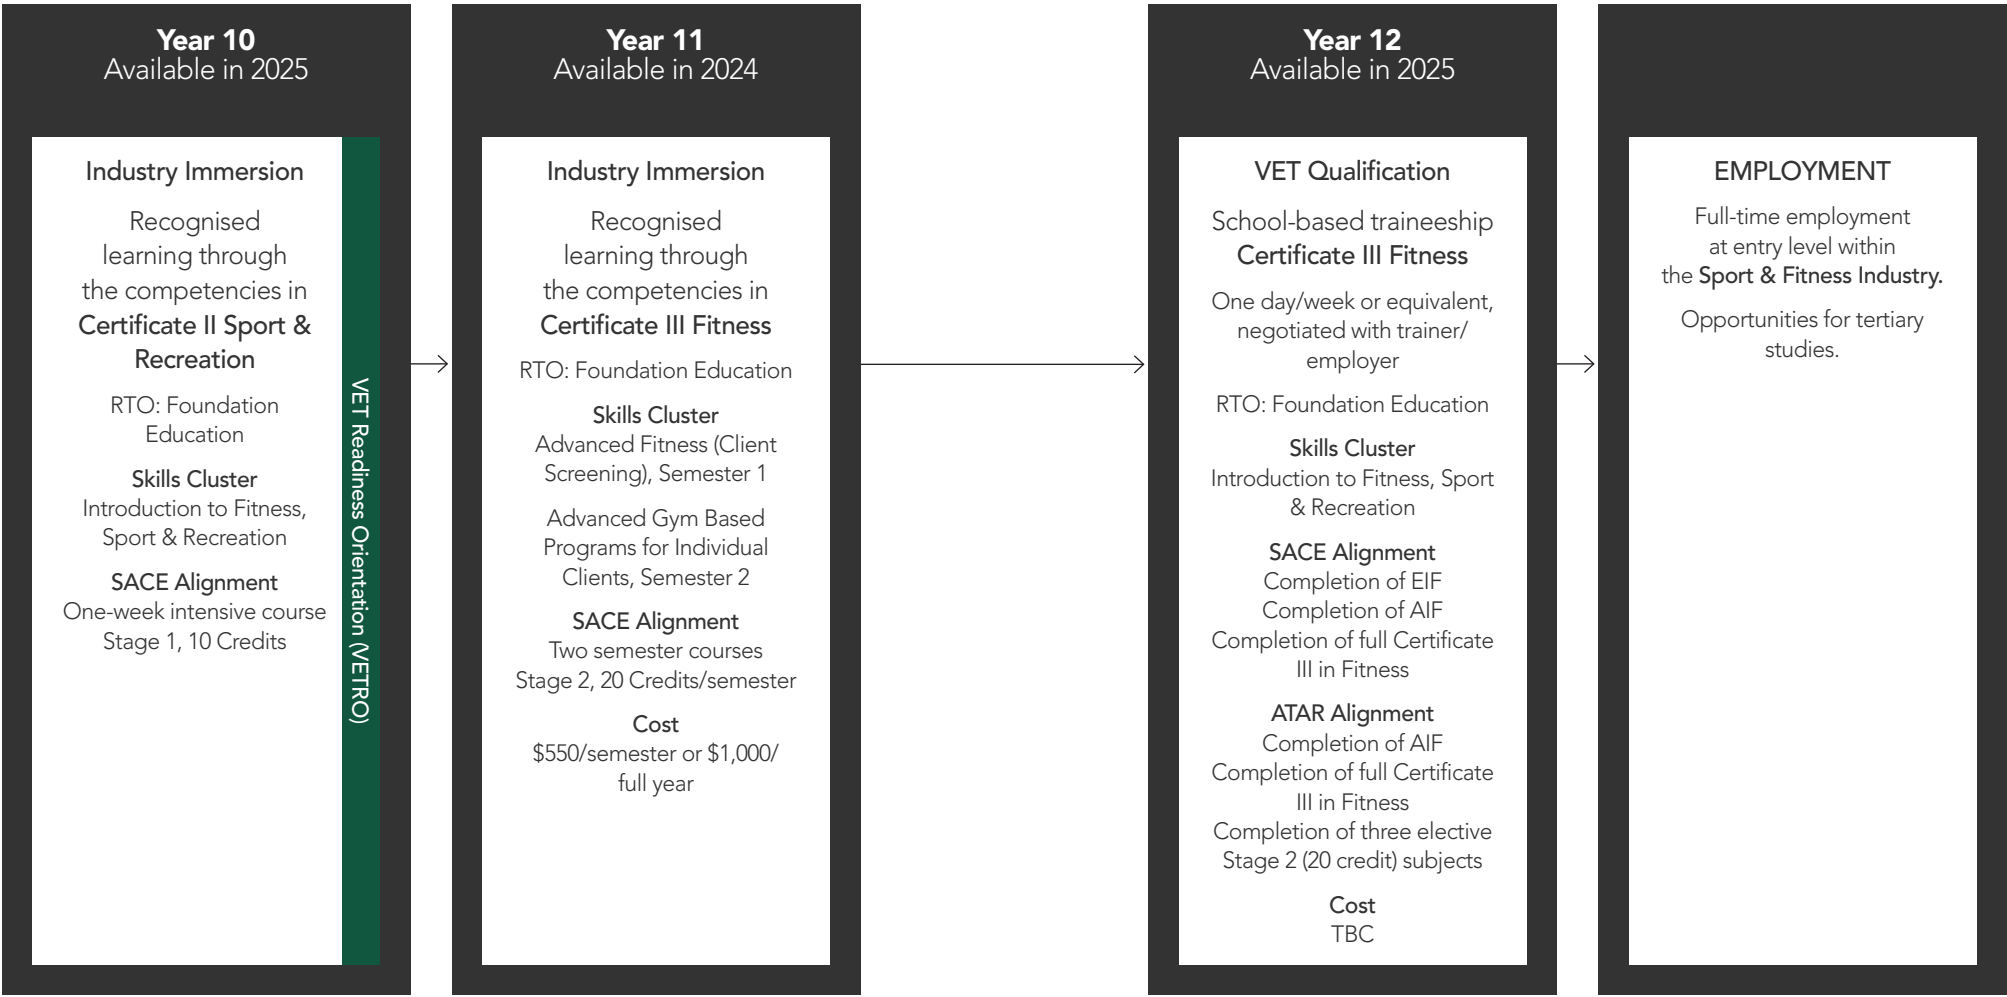 Year 10
Available in 2025
Industry Immersion
Recognised
learning through
the competencies in
Certificate II Sport &
Recreation
RTO: Foundation
Education
Skills Cluster
Introduction to Fitness,
Sport & Recreation
SACE Alignment
One-week intensive course
Stage 1, 10 Credits
VET Readiness Orientation (VETRO)
Year 11
Available in 2024
Industry Immersion
Recognised
learning through
the competencies in
Certificate III Fitness
RTO: Foundation Education
Skills Cluster
Advanced Fitness (Client
Screening), Semester 1
Advanced Gym Based
Programs for Individual
Clients, Semester 2
SACE Alignment
Two semester courses
Stage 2, 20 Credits/semester
Cost
$550/semester or $1,000/
full year
Year 12
Available in 2025
VET Qualification
School-based traineeship
Certificate III Fitness
One day/week or equivalent,
negotiated with trainer/
employer
RTO: Foundation Education
Skills Cluster
Introduction to Fitness, Sport
& Recreation
SACE Alignment
Completion of EIF
Completion of AIF
Completion of full Certificate
III in Fitness
ATAR Alignment
Completion of AIF
Completion of full Certificate
III in Fitness
Completion of three elective
Stage 2 (20 credit) subjects
Cost
TBC
EMPLOYMENT
Full-time employment
at entry level within
the Sport & Fitness Industry.
Opportunities for tertiary
studies.